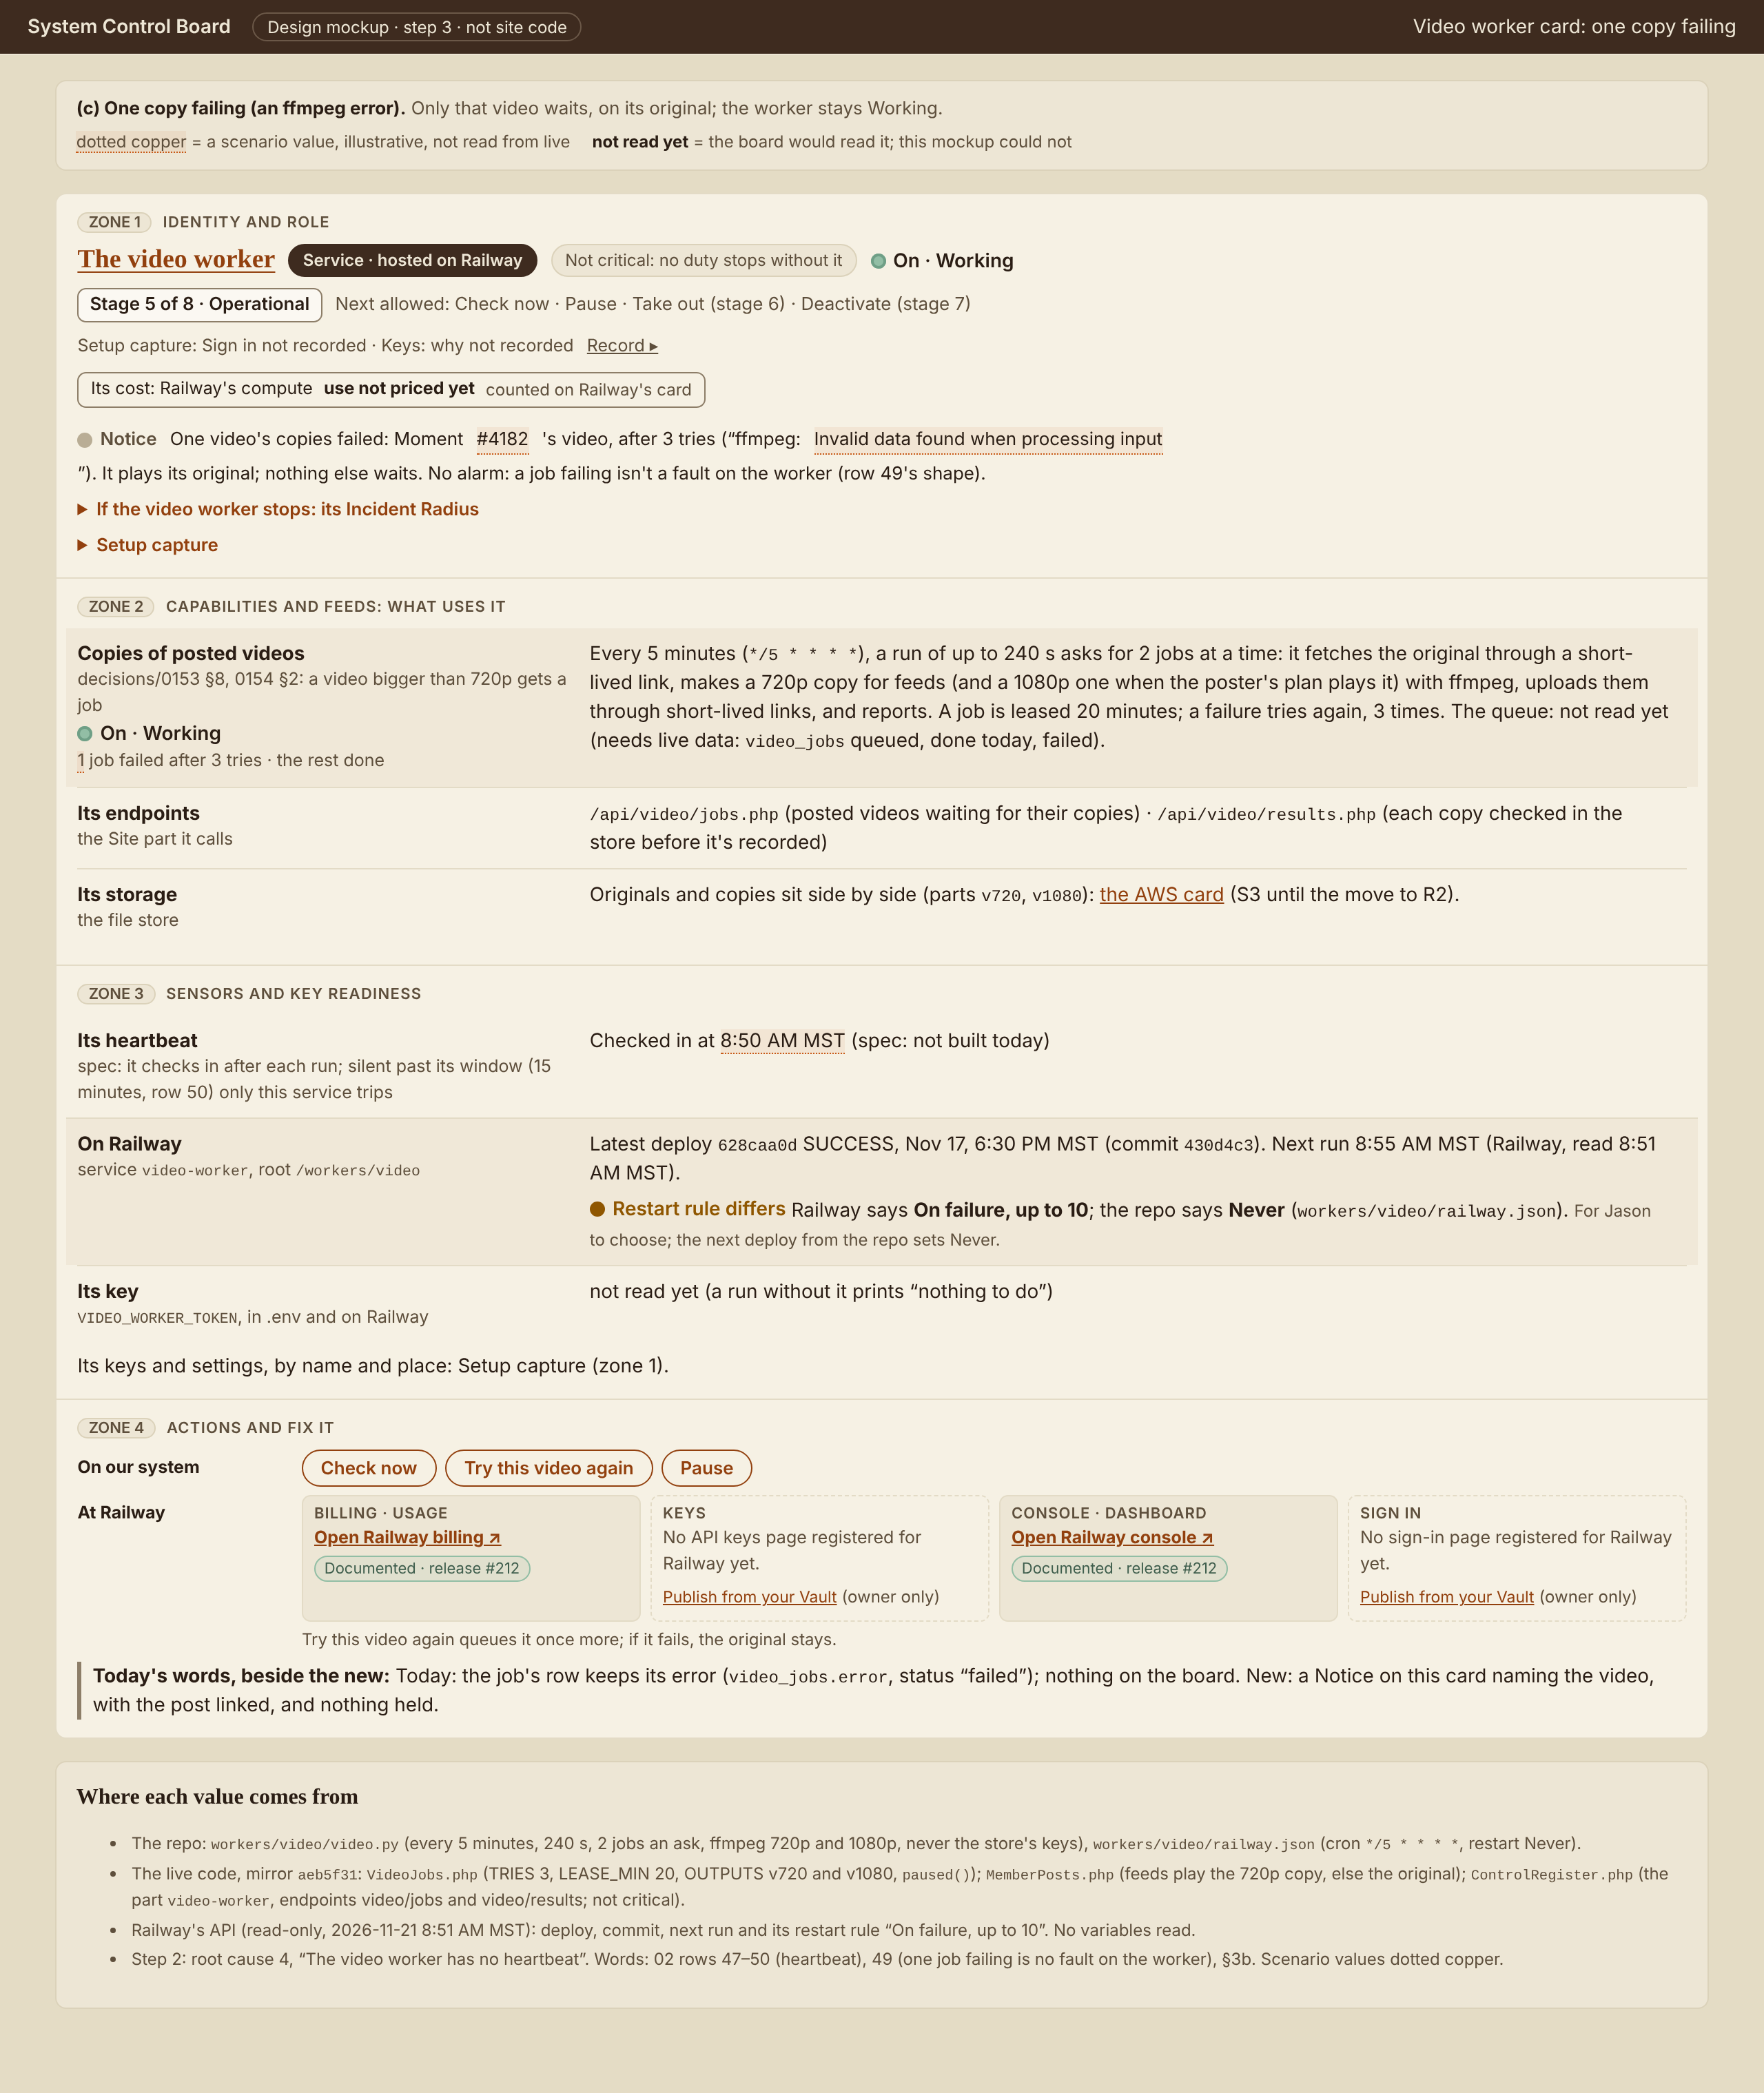 System Control Board
Design mockup · step 3 · not site code
Video worker card: one copy failing
(c) One copy failing (an ffmpeg error). Only that video waits, on its original; the worker stays Working.
dotted copper = a scenario value, illustrative, not read from live not read yet = the board would read it; this mockup could not
ZONE 1 IDENTITY AND ROLE
The video worker Service · hosted on Railway Not critical: no duty stops without it On · Working
Stage 5 of 8 · Operational Next allowed: Check now · Pause · Take out (stage 6) · Deactivate (stage 7)
Setup capture: Sign in not recorded · Keys: why not recorded Record ▸
Its cost: Railway's compute use not priced yet counted on Railway's card
Notice One video's copies failed: Moment #4182 's video, after 3 tries (“ffmpeg: Invalid data found when processing input
”). It plays its original; nothing else waits. No alarm: a job failing isn't a fault on the worker (row 49's shape).
▶ If the video worker stops: its Incident Radius
▶ Setup capture
ZONE 2 CAPABILITIES AND FEEDS: WHAT USES IT
Copies of posted videos
decisions/0153 §8, 0154 §2: a video bigger than 720p gets a
job
On · Working
1 job failed after 3 tries · the rest done
Every 5 minutes (*/5 * * * *), a run of up to 240 s asks for 2 jobs at a time: it fetches the original through a short-
lived link, makes a 720p copy for feeds (and a 1080p one when the poster's plan plays it) with ffmpeg, uploads them
through short-lived links, and reports. A job is leased 20 minutes; a failure tries again, 3 times. The queue: not read yet
(needs live data: video_jobs queued, done today, failed).
Its endpoints
the Site part it calls
/api/video/jobs.php (posted videos waiting for their copies) · /api/video/results.php (each copy checked in the
store before it's recorded)
Its storage
the file store
Originals and copies sit side by side (parts v720, v1080): the AWS card (S3 until the move to R2).
ZONE 3 SENSORS AND KEY READINESS
Its heartbeat
spec: it checks in after each run; silent past its window (15
minutes, row 50) only this service trips
Checked in at 8:50 AM MST (spec: not built today)
On Railway
service video-worker, root /workers/video
Latest deploy 628caa0d SUCCESS, Nov 17, 6:30 PM MST (commit 430d4c3). Next run 8:55 AM MST (Railway, read 8:51
AM MST).
Restart rule differs Railway says On failure, up to 10; the repo says Never (workers/video/railway.json). For Jason
to choose; the next deploy from the repo sets Never.
Its key
VIDEO_WORKER_TOKEN, in .env and on Railway
not read yet (a run without it prints “nothing to do”)
Its keys and settings, by name and place: Setup capture (zone 1).
ZONE 4 ACTIONS AND FIX IT
On our system
Check now Try this video again Pause
At Railway
BILLING · USAGE
Open Railway billing ↗
Documented · release #212
KEYS
No API keys page registered for
Railway yet.
Publish from your Vault (owner only)
CONSOLE · DASHBOARD
Open Railway console ↗
Documented · release #212
SIGN IN
No sign-in page registered for Railway
yet.
Publish from your Vault (owner only)
Try this video again queues it once more; if it fails, the original stays.
Today's words, beside the new: Today: the job's row keeps its error (video_jobs.error, status “failed”); nothing on the board. New: a Notice on this card naming the video,
with the post linked, and nothing held.
Where each value comes from
• The repo: workers/video/video.py (every 5 minutes, 240 s, 2 jobs an ask, ffmpeg 720p and 1080p, never the store's keys), workers/video/railway.json (cron */5 * * * *, restart Never).
• The live code, mirror aeb5f31: VideoJobs.php (TRIES 3, LEASE_MIN 20, OUTPUTS v720 and v1080, paused()); MemberPosts.php (feeds play the 720p copy, else the original); ControlRegister.php (the
part video-worker, endpoints video/jobs and video/results; not critical).
• Railway's API (read-only, 2026-11-21 8:51 AM MST): deploy, commit, next run and its restart rule “On failure, up to 10”. No variables read.
• Step 2: root cause 4, “The video worker has no heartbeat”. Words: 02 rows 47–50 (heartbeat), 49 (one job failing is no fault on the worker), §3b. Scenario values dotted copper.